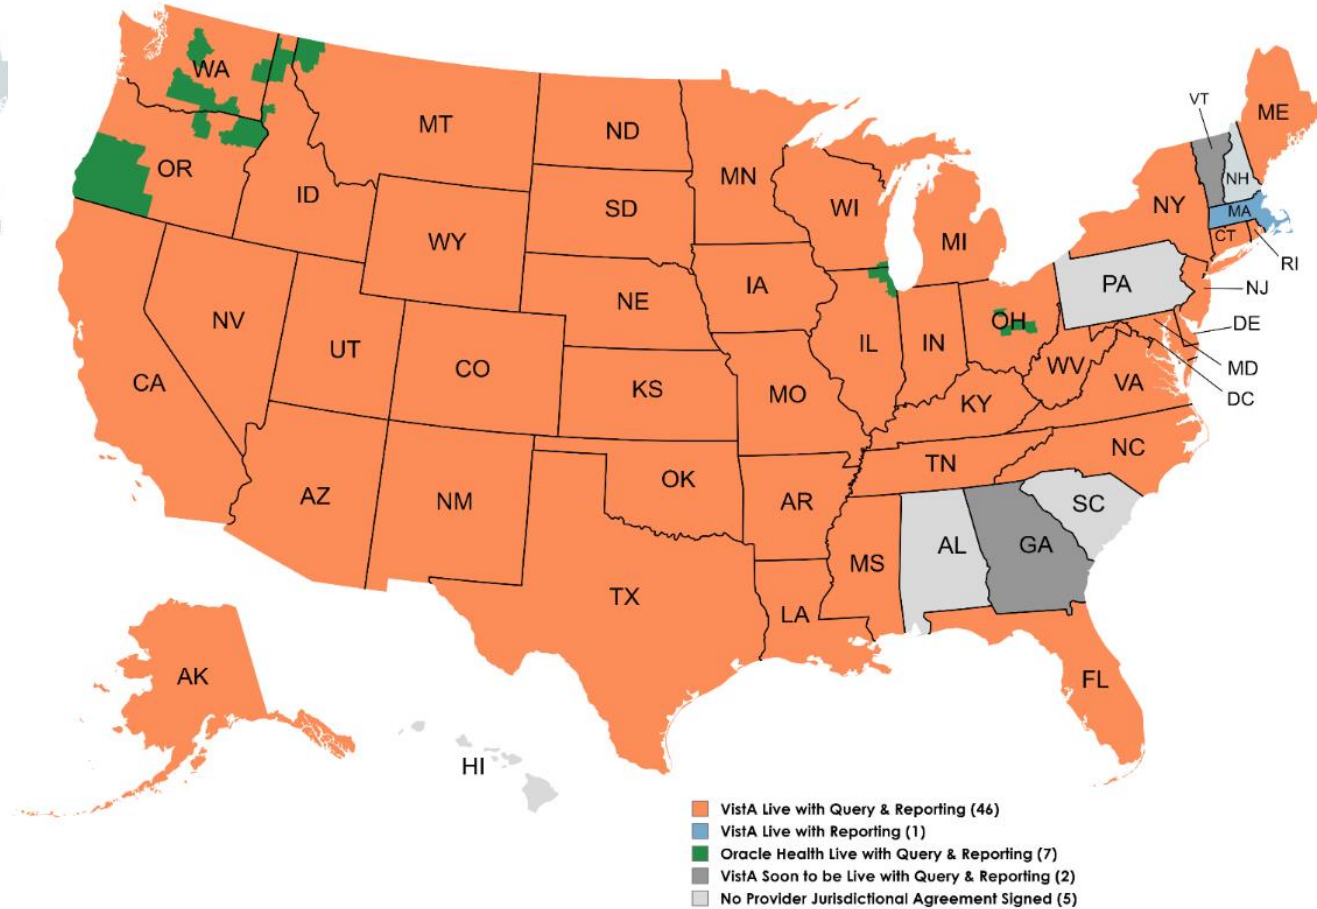 WA
MT
ND
MN
VT
ME
OR
ID
SD
WI
MI
NY
NH
MA
CT
RI
WY
IA
NE
PA
NJ
NV
UT
CO
IL
IN
OH
DE
CA
KS
MO
WV
VA
MD
DC
KY
AZ
NM
OK
AR
TN
NC
SC
TX
LA
MS
AL
GA
AK
FL
HI
VistA Live with Query & Reporting (46)
VistA Live with Reporting (1)
Oracle Health Live with Query & Reporting (7)
VistA Soon to be Live with Query & Reporting (2)
No Provider Jurisdictional Agreement Signed (5)